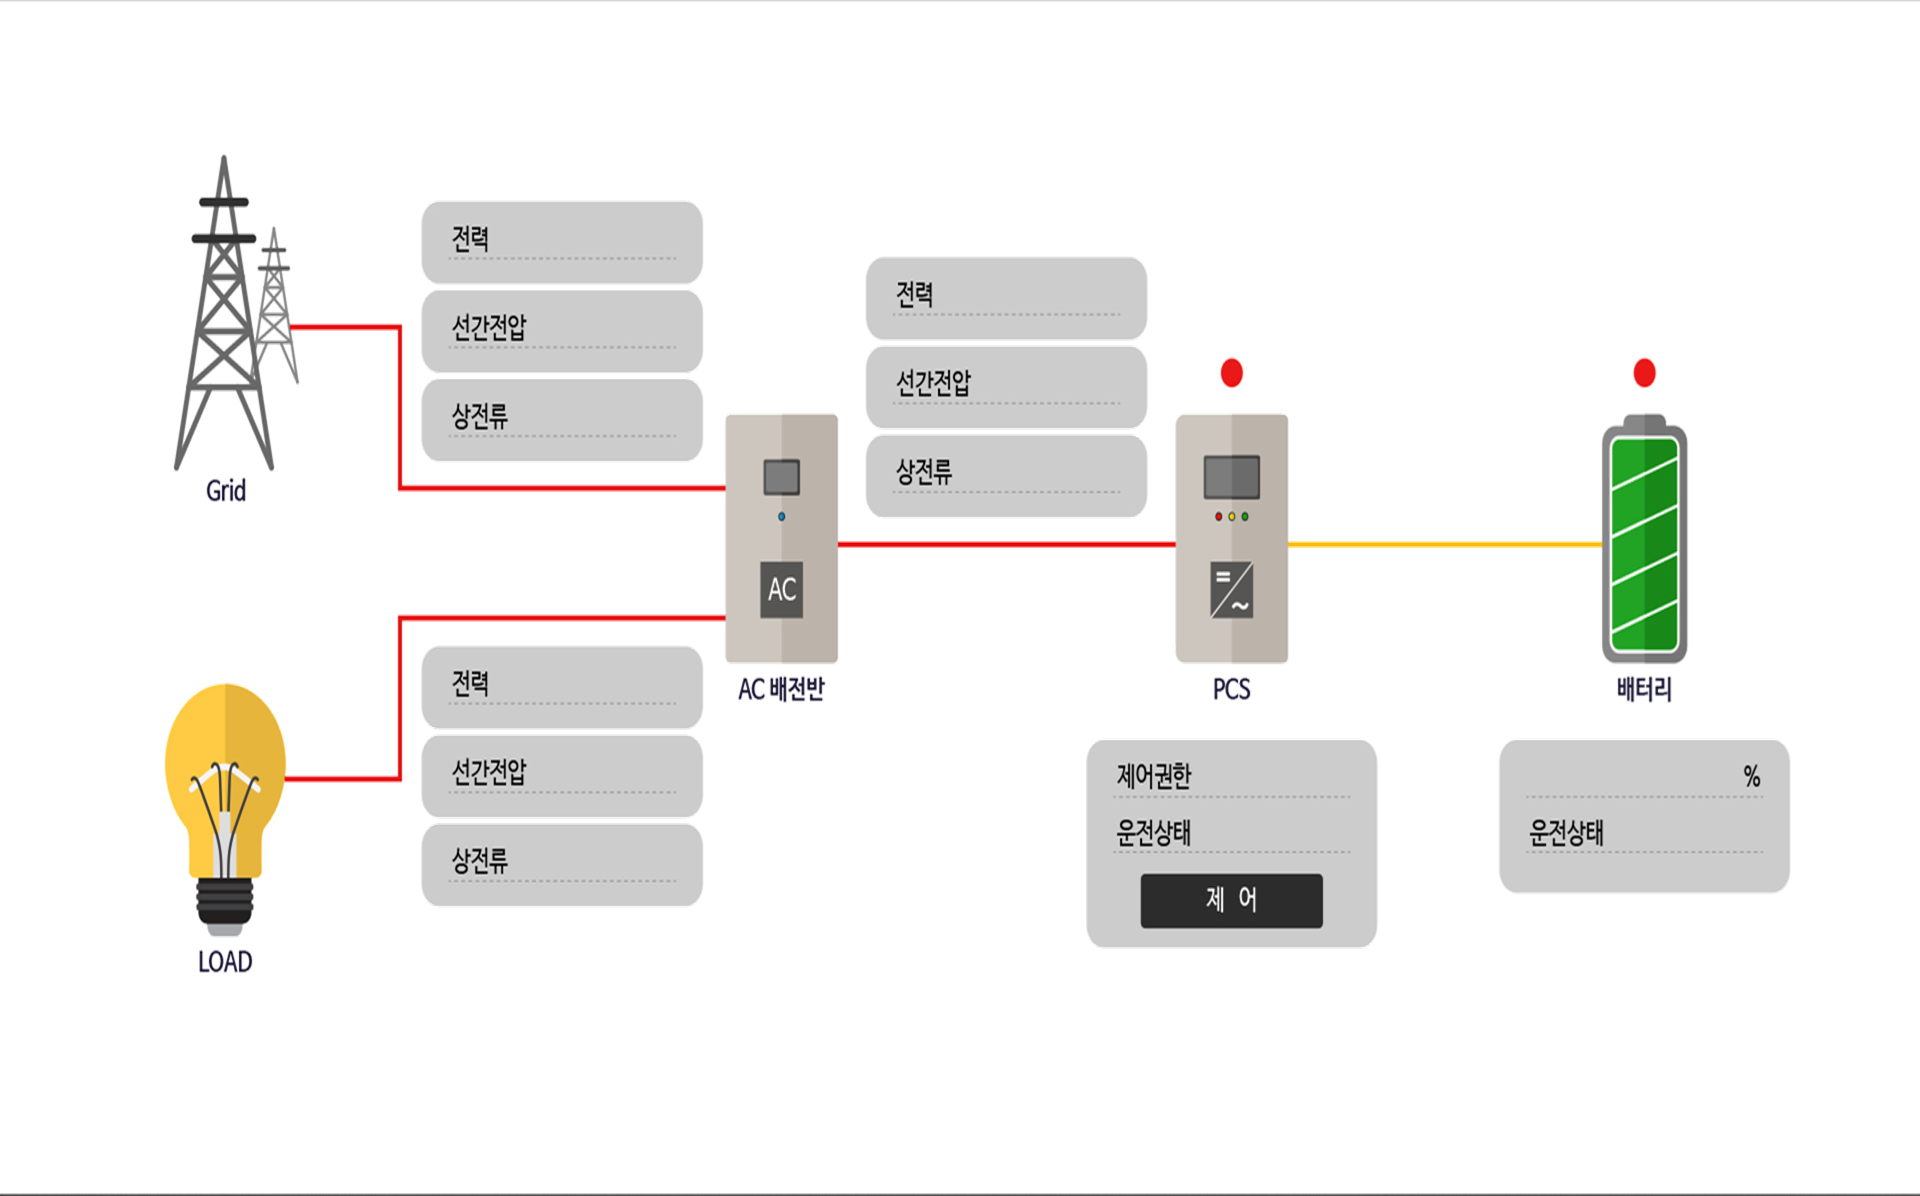 전력
선간전압
상전류
Grid
전력
선간전압
상전류
AC
AC 배전반
PCS
배터리
전력
선간전압
상전류
LOAD
제어권한
운전상태
제 어
%
운전상태